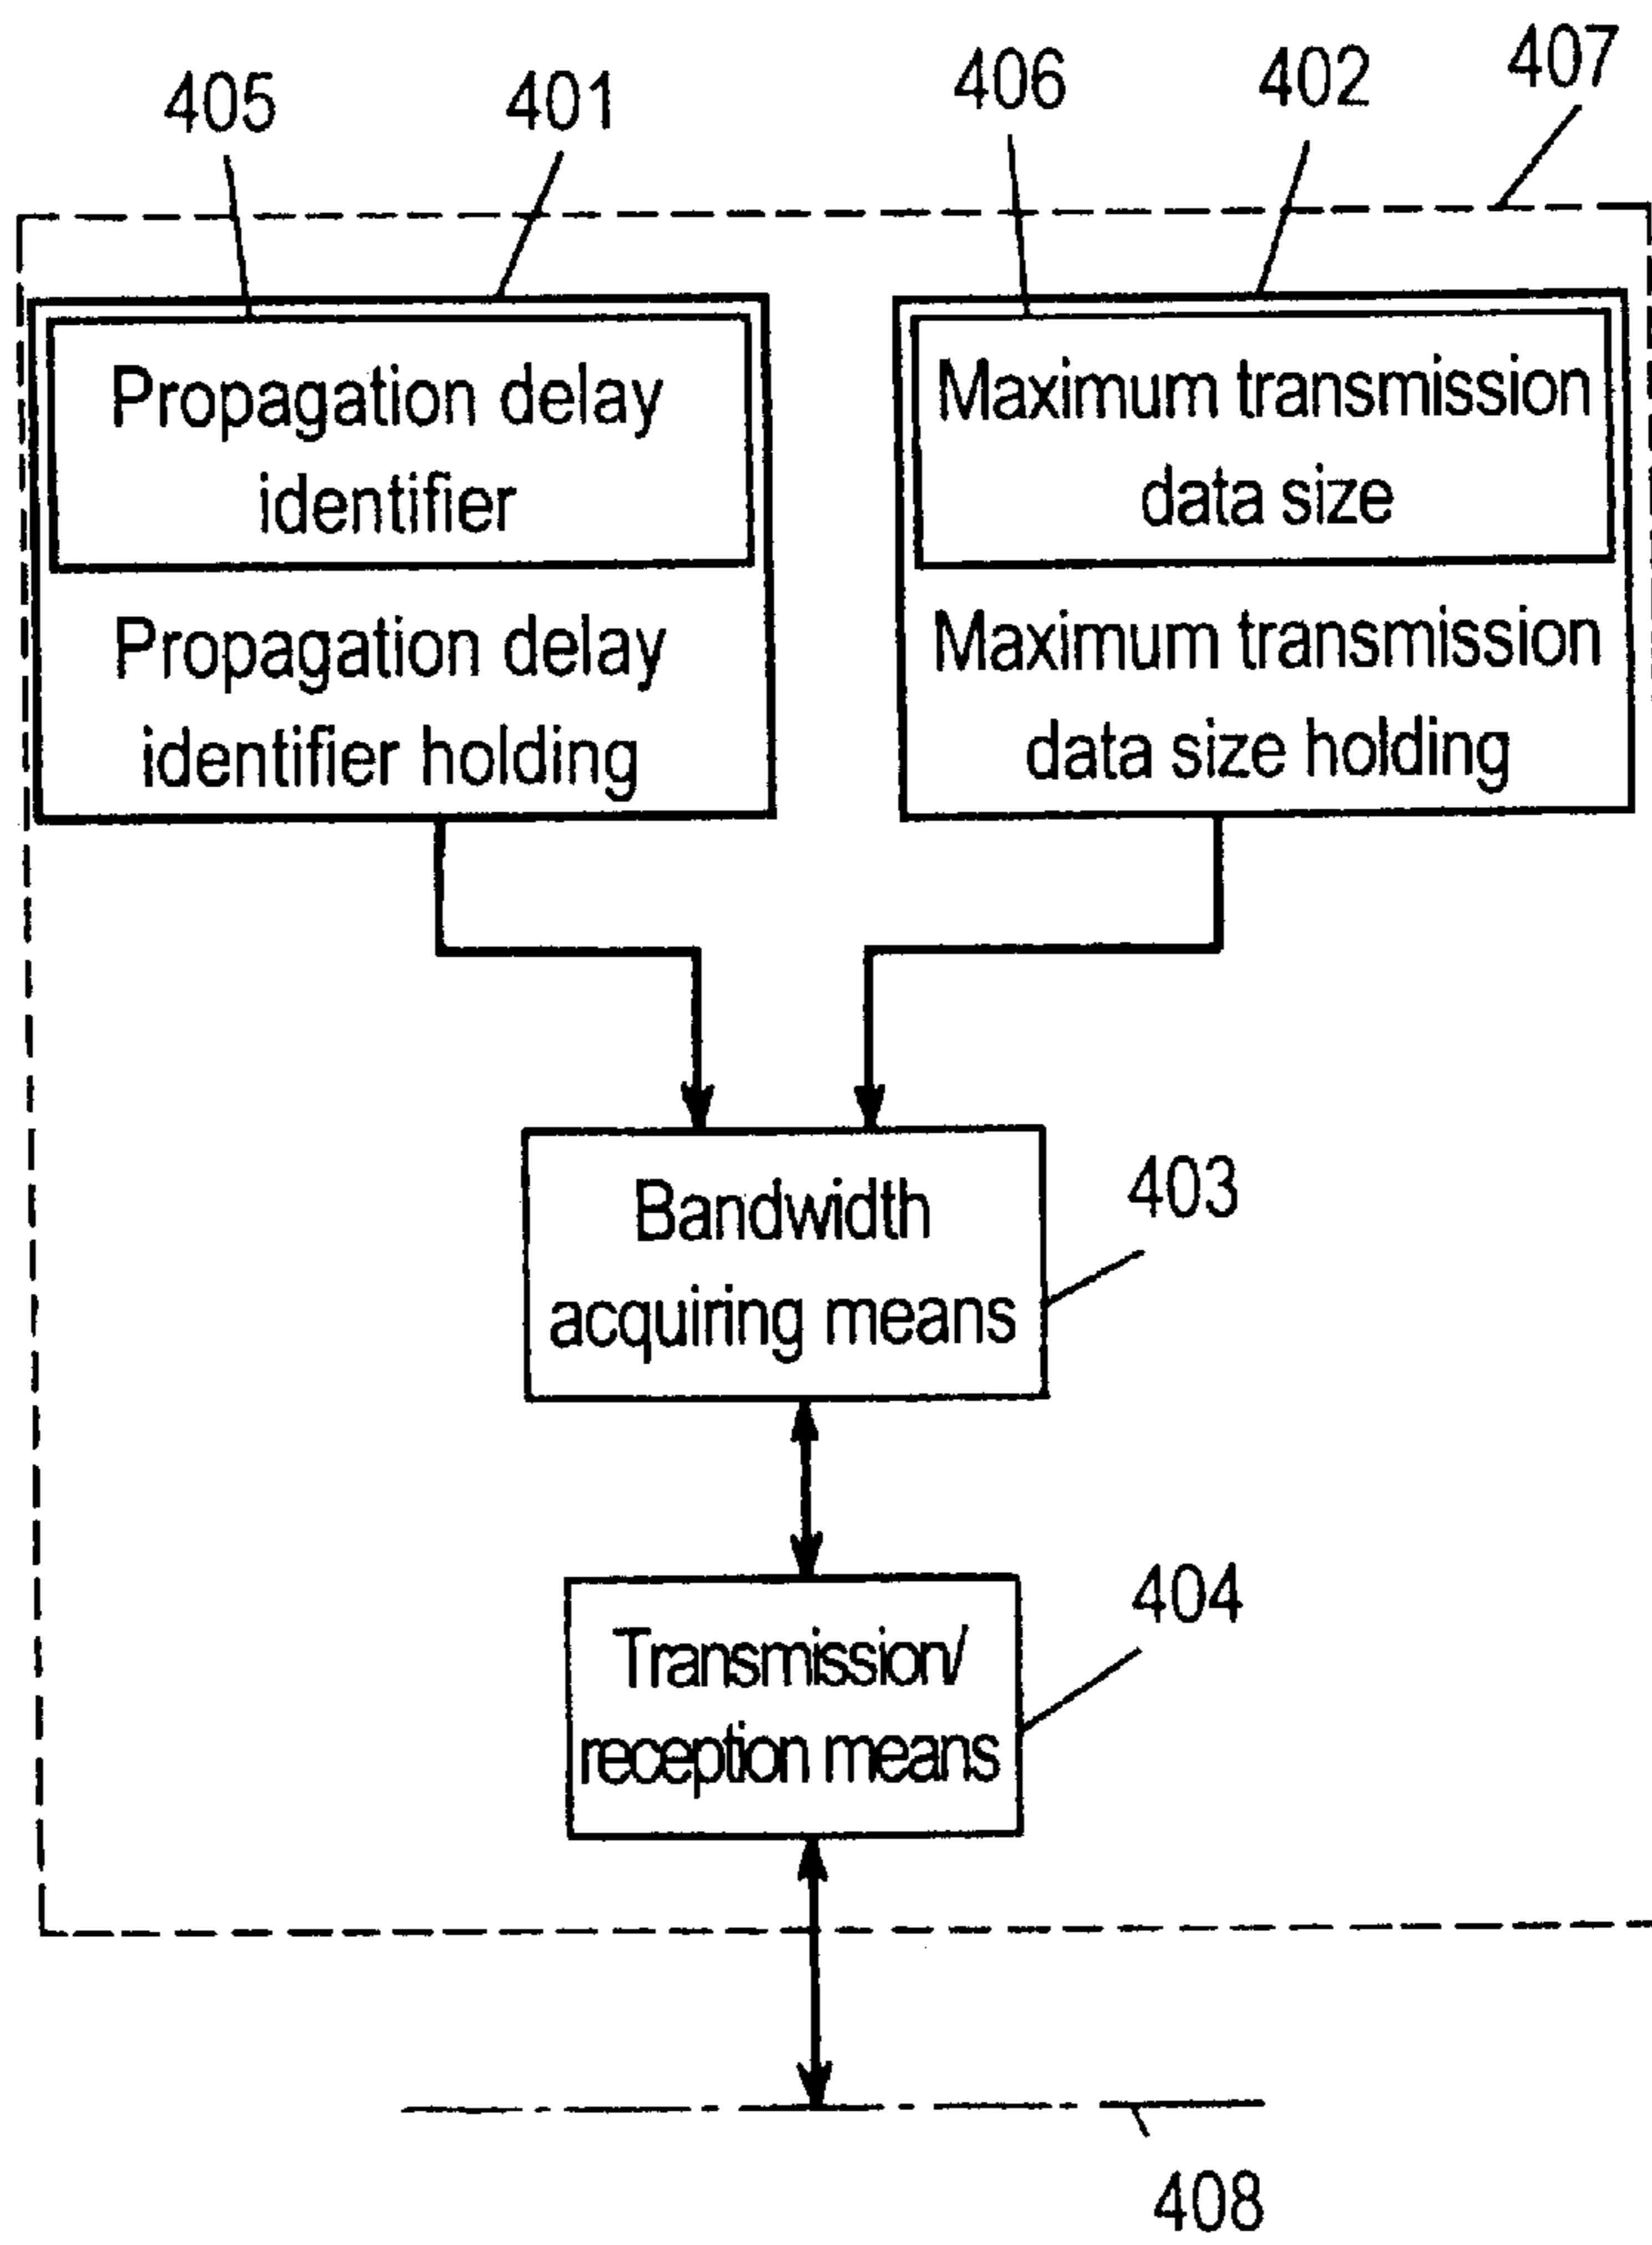 405
401
406
402
407
Propagation delay
identifier
Propagation delay
identifier holding
Maximum transmission
data size
Maximum transmission
data size holding
Bandwidth
acquiring means
403
Transmission/
reception means
404
408